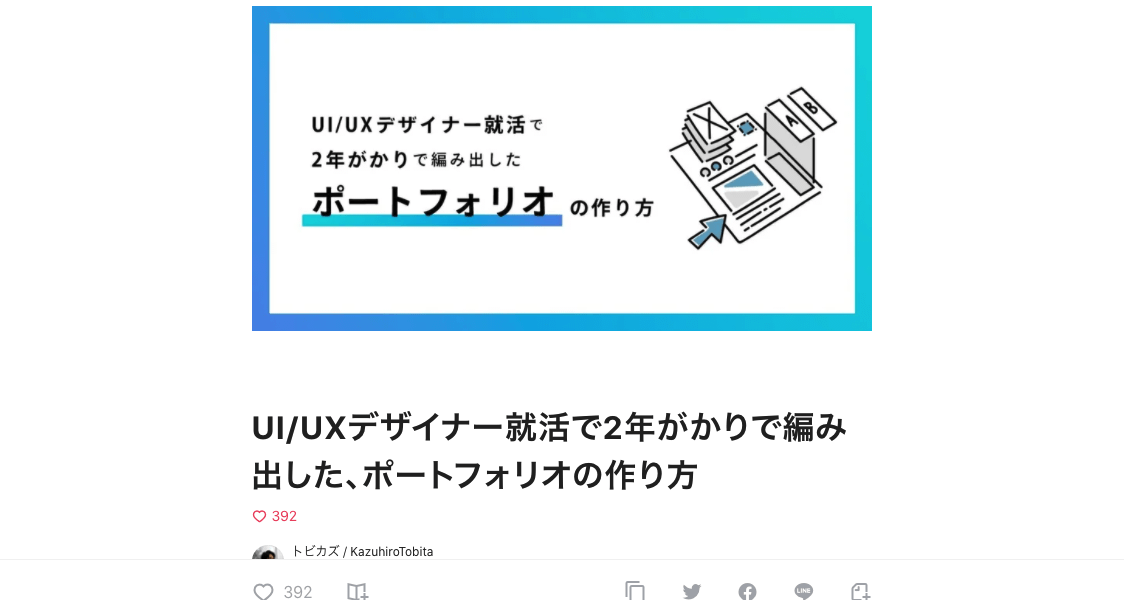 UI/UXデザイナー就活で
2年がかりで編み出した
ポートフォリオの作り方
A
B
UI/UXデザイナー就活で2年がかりで編み
出した、ポートフォリオの作り方
392
トビカズ / KazuhiroTobita
392
LINE